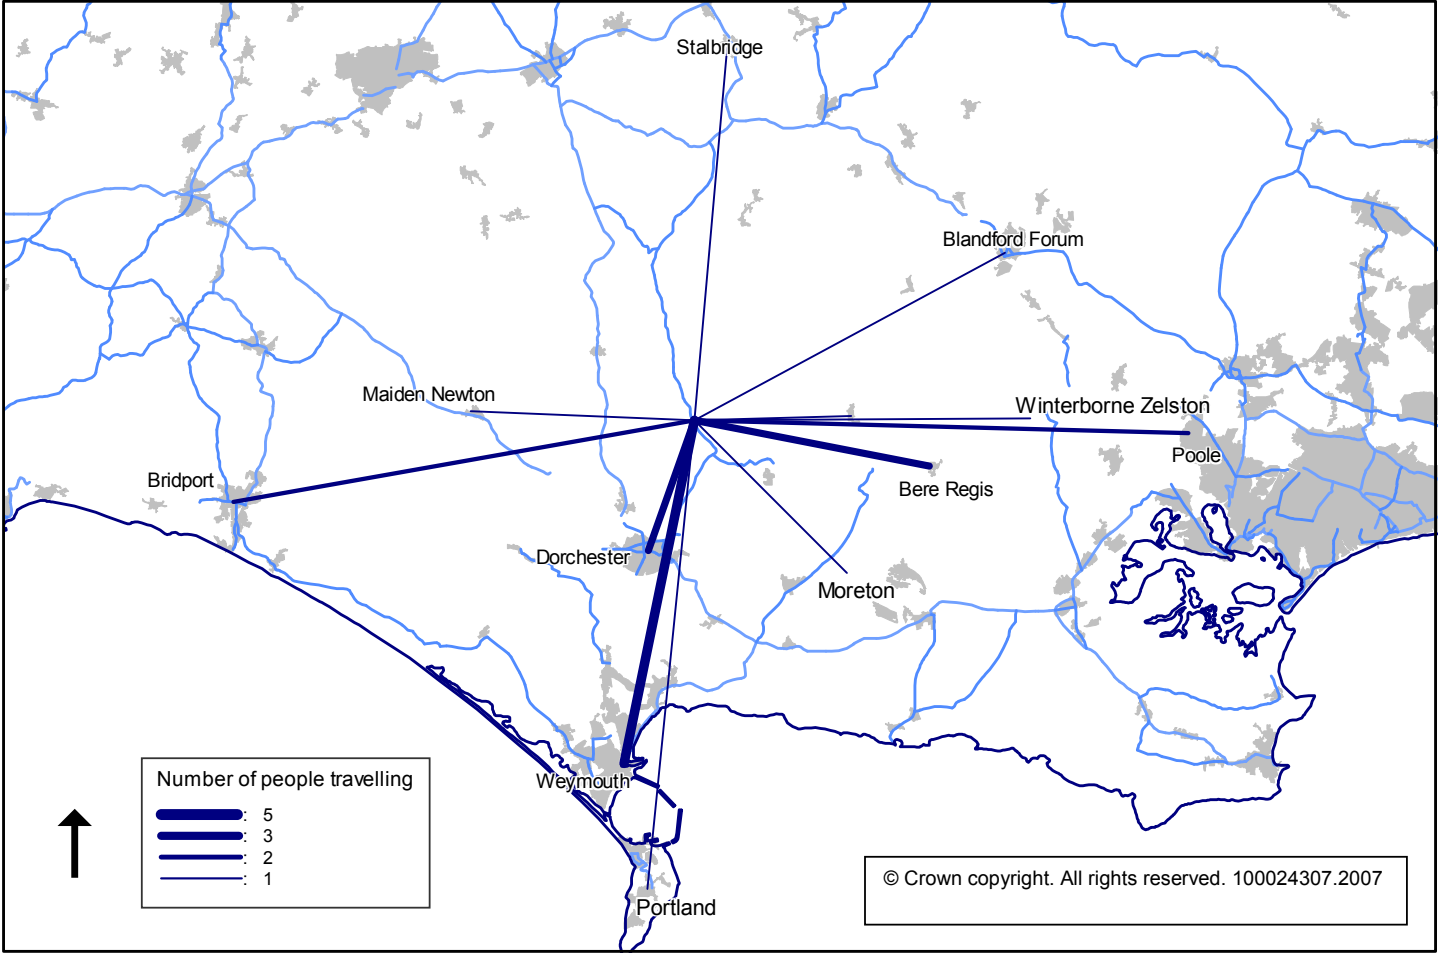 Stalbridge
Blandford Forum
Maiden Newton
Winterborne Zelston
Poole
Bridport
Bere Regis
Dorchester
Moreton
Weymouth
Number of people travelling
: 5
: 3
: 2
: 1
© Crown copyright. All rights reserved. 100024307.2007
Portland